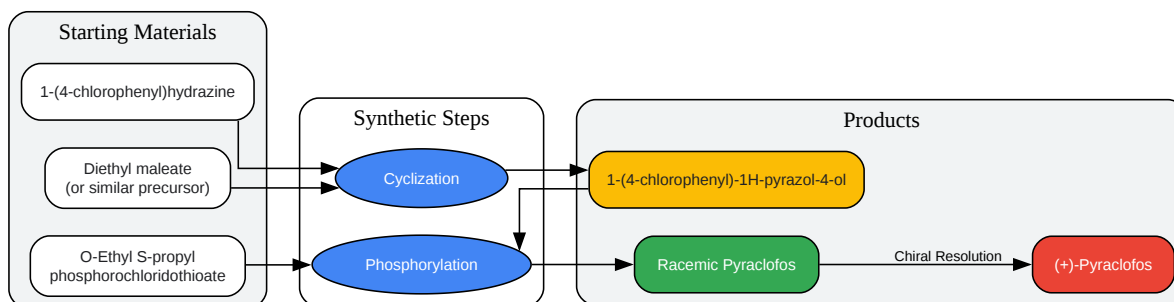 Starting Materials
1-(4-chlorophenyl)hydrazine
Diethyl maleate
(or similar precursor)
O-Ethyl S-propyl
phosphorochloridothioate
Synthetic Steps
Cyclization
Phosphorylation
Products
1-(4-chlorophenyl)-1H-pyrazol-4-ol
Racemic Pyraclofos
Chiral Resolution
(+)-Pyraclofos